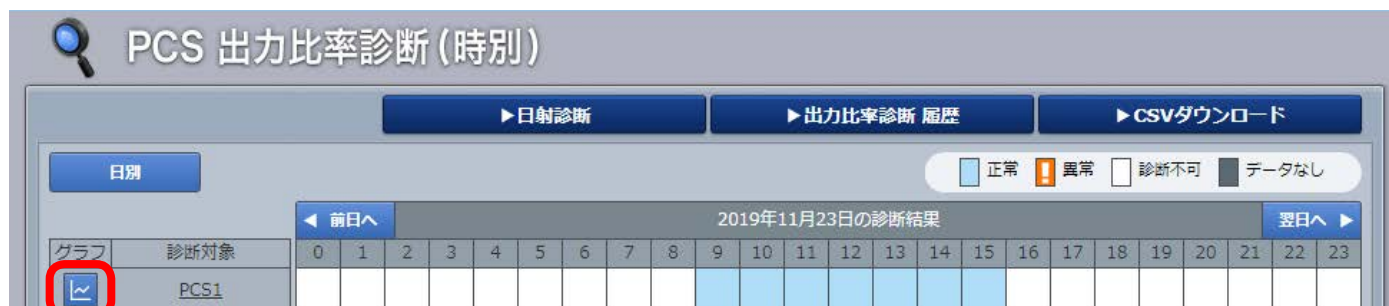 PCS 出力比率診断(時別)
▶日射診断 ▶出力比率診断 履歴 ▶CSVダウンロード
日別 正常 異常 診断不可 データなし
◀ 前日へ 2019年11月23日の診断結果 翌日へ ▶
グラフ 診断対象 0 1 2 3 4 5 6 7 8 9 10 11 12 13 14 15 16 17 18 19 20 21 22 23
PCS1